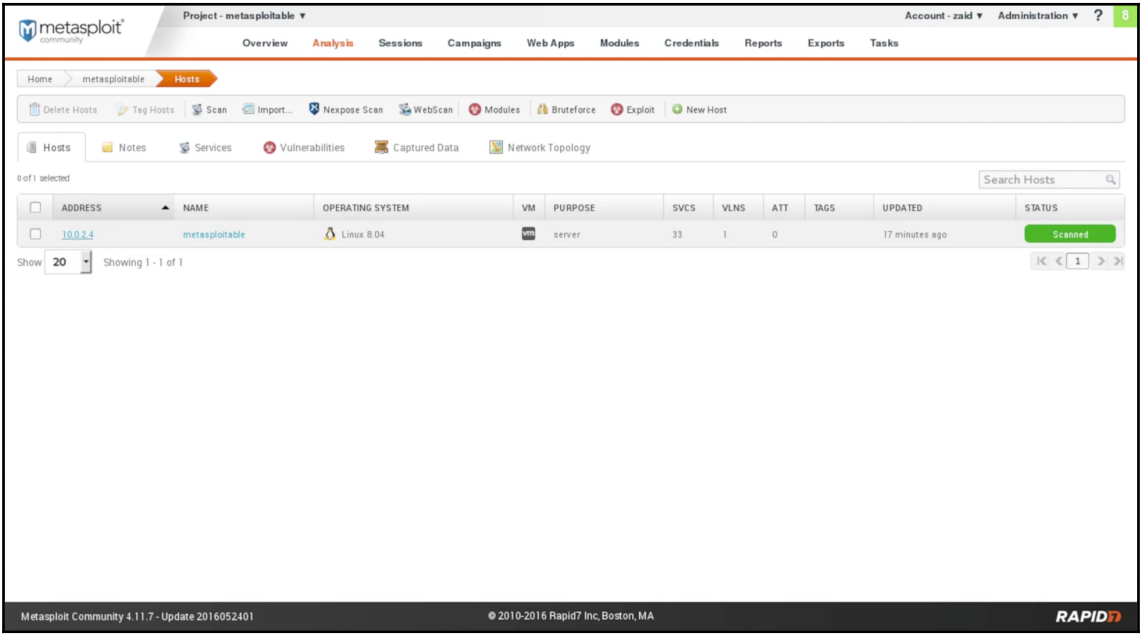 metasploit®
community
Project - metasploitable ▼
Account - zaid ▼ Administration ▼ ? 8
Overview Analysis Sessions Campaigns Web Apps Modules Credentials Reports Exports Tasks
Home metasploitable Hosts
Delete Hosts Tag Hosts Scan Import... Nexpose Scan WebScan Modules Bruteforce Exploit New Host
Hosts Notes Services Vulnerabilities Captured Data Network Topology
0 of 1 selected
Search Hosts
ADDRESS NAME OPERATING SYSTEM VM PURPOSE SVCS VLNS ATT TAGS UPDATED STATUS
10.0.2.4 metasploitable Linux 8.04 vm server 33 1 0 17 minutes ago Scanned
Show 20 Showing 1 - 1 of 1 1
Metasploit Community 4.11.7 - Update 2016052401 © 2010-2016 Rapid7 Inc, Boston, MA RAPID7